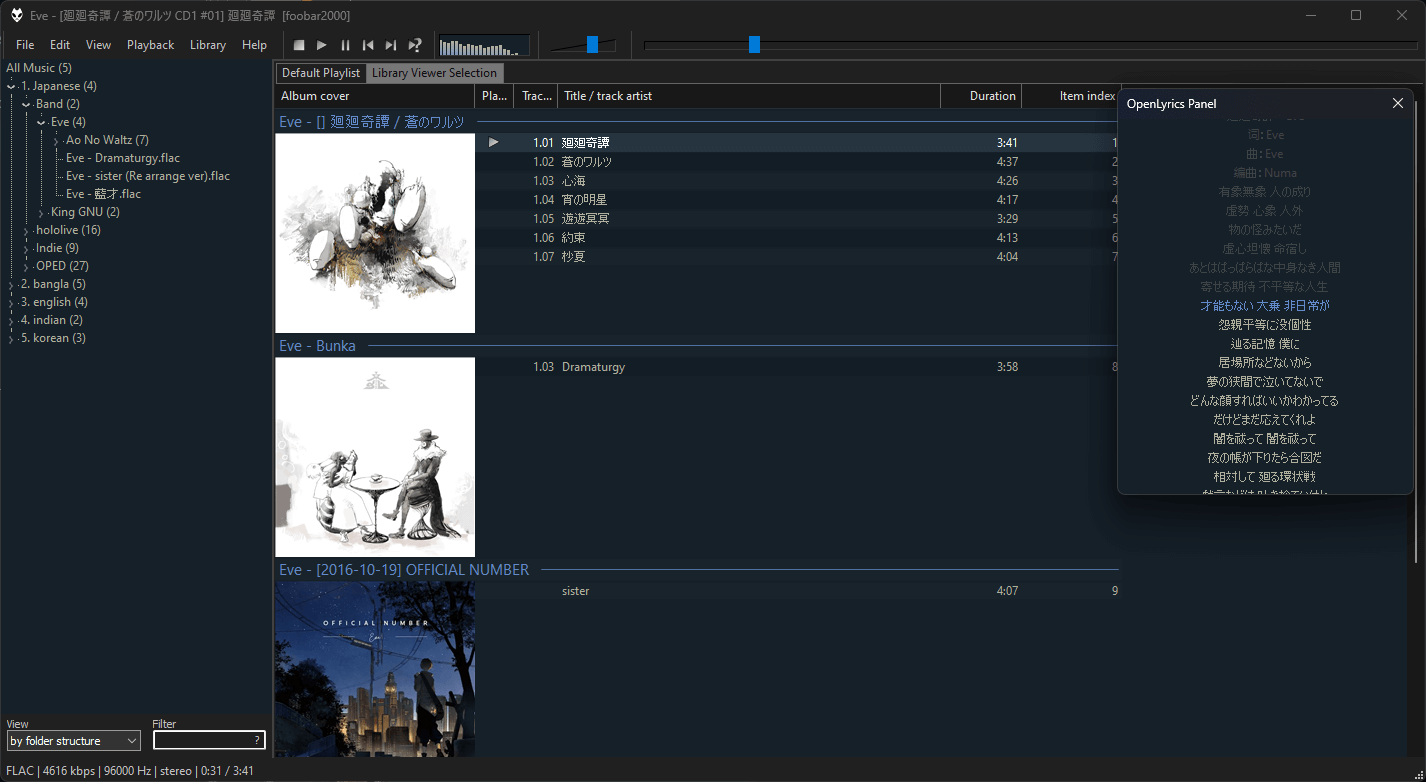 Eve - [廻廻奇譚 / 蒼のワルツ CD1 #01] 廻廻奇譚 [foobar2000]
File Edit View Playback Library Help
All Music (5)
1. Japanese (4)
Band (2)
Eve (4)
Ao No Waltz (7)
Eve - Dramaturgy.flac
Eve - sister (Re arrange ver).flac
Eve - 藍才.flac
King GNU (2)
hololive (16)
Indie (9)
OPED (27)
2. bangla (5)
3. english (4)
4. indian (2)
5. korean (3)
View
by folder structure
Filter
?
Default Playlist Library Viewer Selection
Album cover Pla... Trac... Title / track artist Duration Item index
Eve - [] 廻廻奇譚 / 蒼のワルツ
1.01 廻廻奇譚 3:41 1
1.02 蒼のワルツ 4:37 2
1.03 心海 4:26 3
1.04 宵の明星 4:17 4
1.05 遊遊冥冥 3:29 5
1.06 約束 4:13 6
1.07 杪夏 4:04 7
Eve - Bunka
1.03 Dramaturgy 3:58 8
Eve - [2016-10-19] OFFICIAL NUMBER
OFFICIAL NUMBER
Eve
sister 4:07 9
OpenLyrics Panel
词: Eve
曲: Eve
編曲: Numa
有象無象 人の成り
虚勢 心象 人外
物の怪みたいだ
虚心坦懐 命宿し
あとはぱっぱらぱな中身なき人間
寄せる期待 不平等な人生
才能もない 大乗 非日常が
怨親平等に没個性
辿る記憶 僕に
居場所などないから
夢の狭間で泣いてないで
どんな顔すればいいかわかってる
だけどまだ応えてくれよ
闇を祓って 闇を祓って
夜の帳が下りたら合図だ
相対して 廻る環状戦
FLAC | 4616 kbps | 96000 Hz | stereo | 0:31 / 3:41